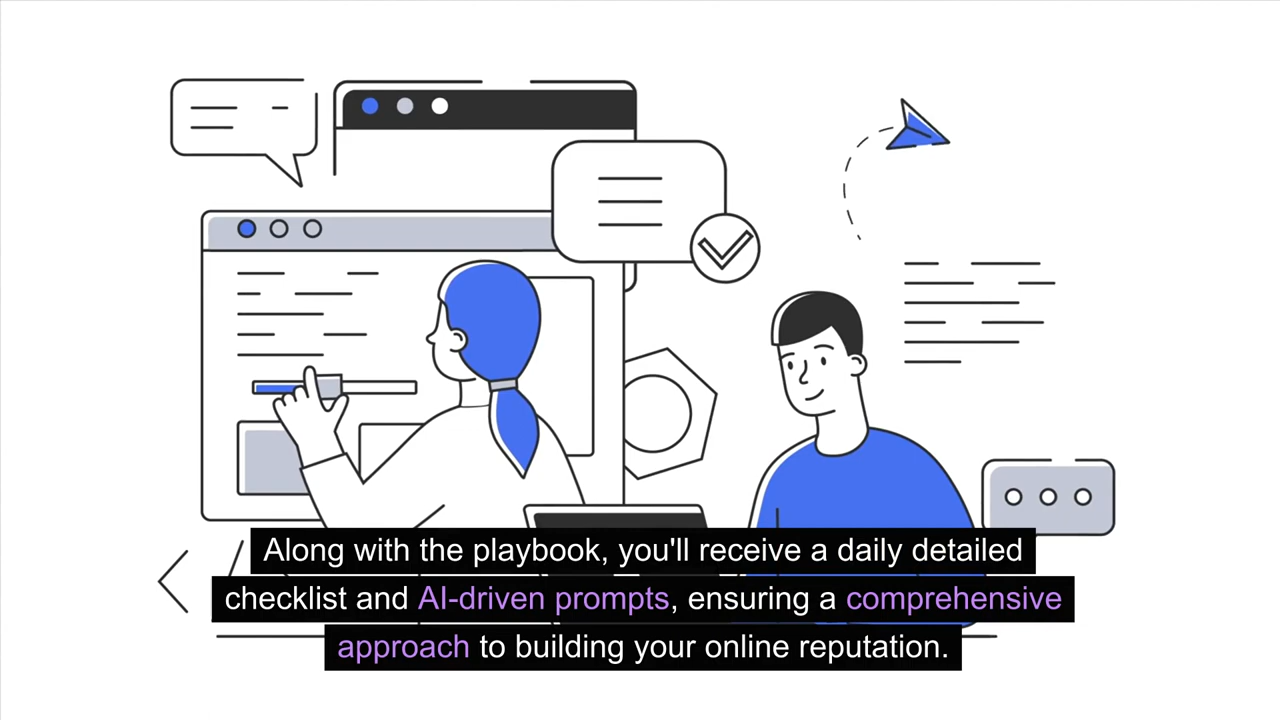 Along with the playbook, you'll receive a daily detailed
checklist and AI-driven prompts, ensuring a comprehensive
approach to building your online reputation.